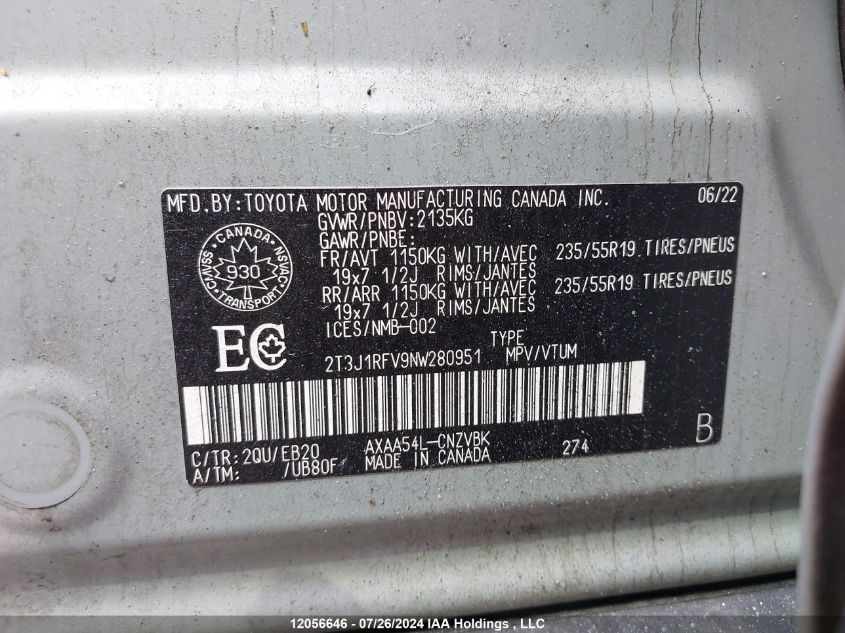 MFD.BY:TOYOTA MOTOR MANUFACTURING CANADA INC. 06/22
GVWR/PNBV:2135KG
GAWR/PNBE:
FR/AVT 1150KG WITH/AVEC 235/55R19 TIRES/PNEUS
19x7 1/2J RIMS/JANTES
RR/ARR 1150KG WITH/AVEC 235/55R19 TIRES/PNEUS
19x7 1/2J RIMS/JANTES
ICES/NMB-002
CANADA
CMVSS NSVAC
930
TRANSPORT
EC
TYPE
2T3J1RFV9NW280951 MPV/VTUM
C/TR:2QU/EB20 AXAA54L-CNZVBK 274 B
A/TM: /UB80F MADE IN CANADA
12056646 - 07/26/2024 IAA Holdings, LLC